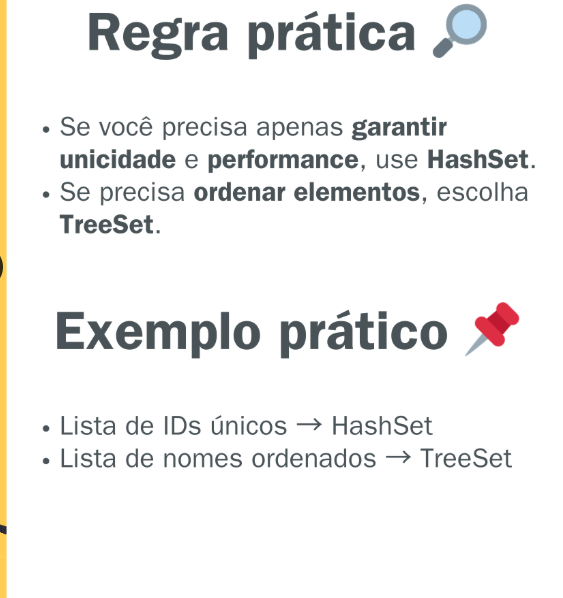 Regra prática 🔎
• Se você precisa apenas garantir
unicidade e performance, use HashSet.
• Se precisa ordenar elementos, escolha
TreeSet.
Exemplo prático 📌
• Lista de IDs únicos → HashSet
• Lista de nomes ordenados → TreeSet